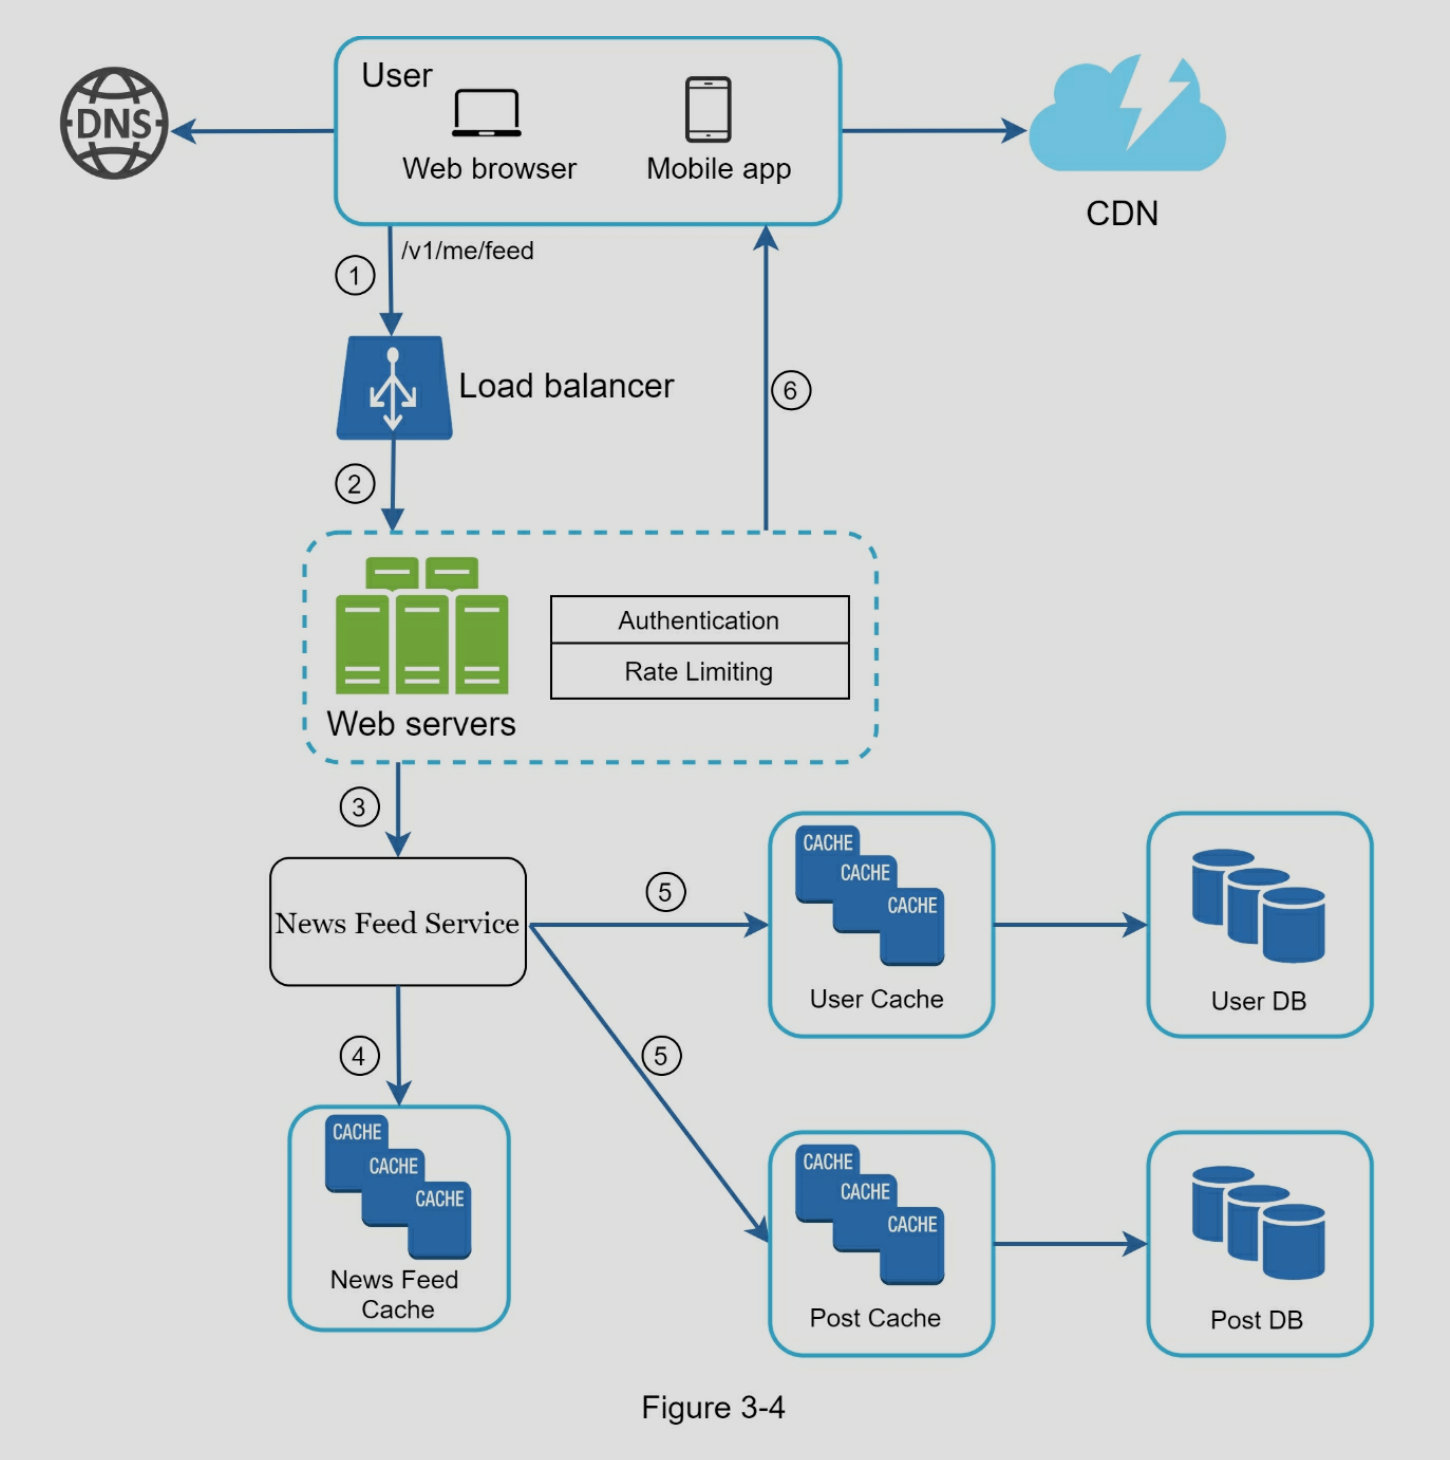 User
DNS
Web browser
Mobile app
CDN
/v1/me/feed
1
Load balancer
6
2
Authentication
Rate Limiting
Web servers
3
CACHE
CACHE
CACHE
5
News Feed Service
User Cache
User DB
4
5
CACHE
CACHE
CACHE
News Feed
Cache
CACHE
CACHE
CACHE
Post Cache
Post DB
Figure 3-4